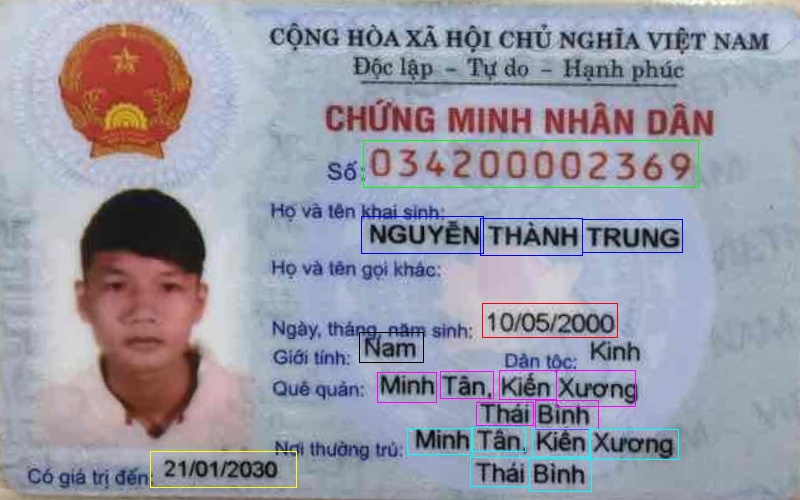 CỘNG HÒA XÃ HỘI CHỦ NGHĨA VIỆT NAM
Độc lập - Tự do - Hạnh phúc
CHỨNG MINH NHÂN DÂN
Số: 034200002369
Họ và tên khai sinh:
NGUYỄN THÀNH TRUNG
Họ và tên gọi khác:
Ngày, tháng, năm sinh: 10/05/2000
Giới tính: Nam Dân tộc: Kinh
Quê quán: Minh Tân, Kiến Xương
Thái Bình
Nơi thường trú: Minh Tân, Kiến Xương
Thái Bình
Có giá trị đến: 21/01/2030